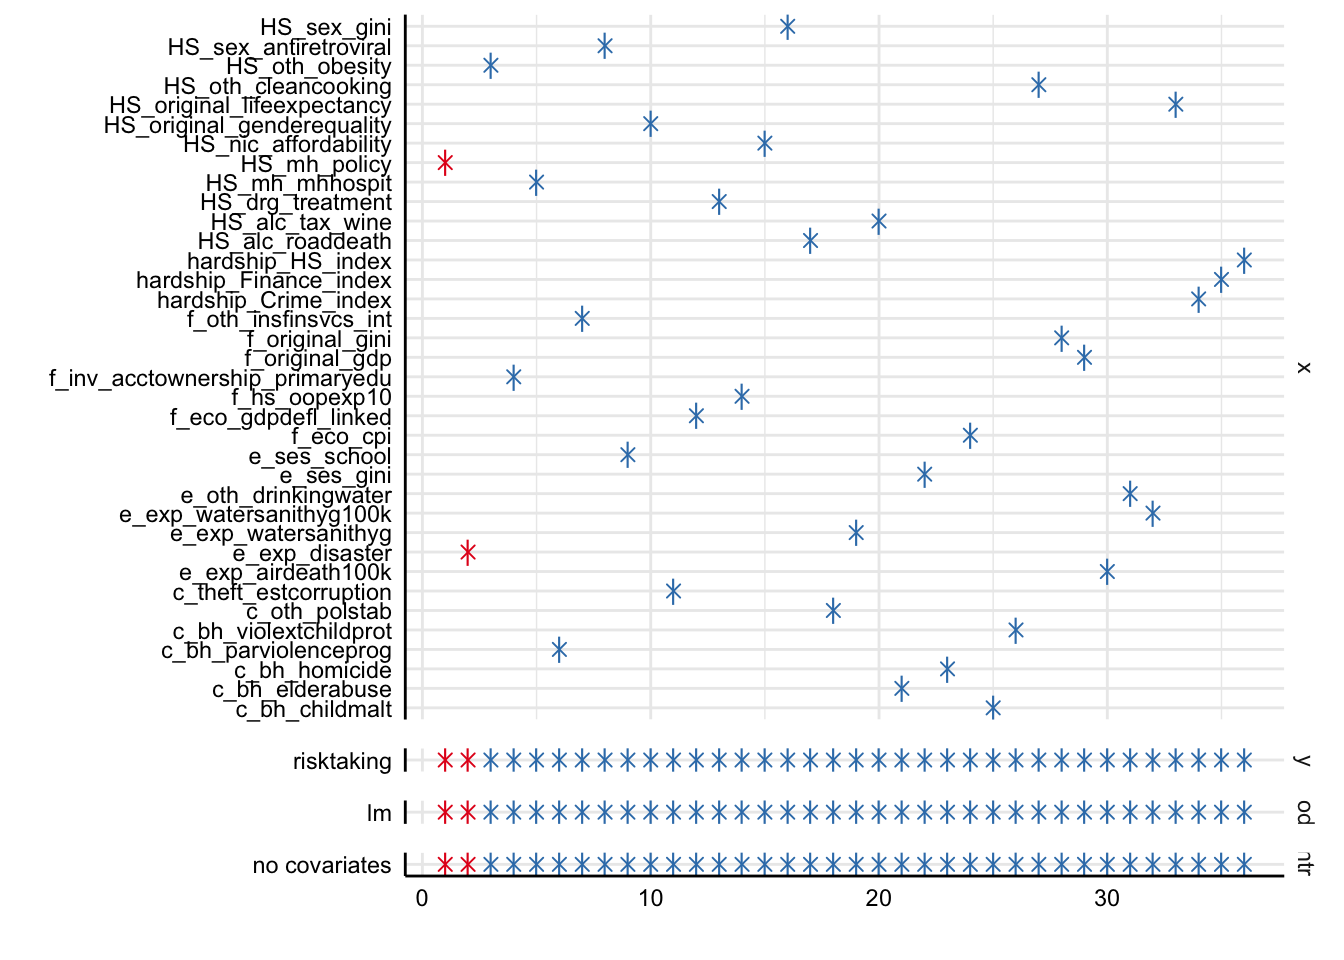 HS_sex_gini
HS_sex_antiretroviral
HS_oth_obesity
HS_oth_cleancooking
HS_original_lifeexpectancy
HS_original_genderequality
HS_nic_affordability
HS_mh_policy
HS_mh_mhhospit
HS_drg_treatment
HS_alc_tax_wine
HS_alc_roaddeath
hardship_HS_index
hardship_Finance_index
hardship_Crime_index
f_oth_insfinsvcs_int
f_original_gini
f_original_gdp
f_inv_acctownership_primaryedu
f_hs_oopexp10
f_eco_gdpdefl_linked
f_eco_cpi
e_ses_school
e_ses_gini
e_oth_drinkingwater
e_exp_watersanithyg100k
e_exp_watersanithyg
e_exp_disaster
e_exp_airdeath100k
c_theft_estcorruption
c_oth_polstab
c_bh_violextchildprot
c_bh_parviolenceprog
c_bh_homicide
c_bh_elderabuse
c_bh_childmalt
x
risktaking
y
lm
od
no covariates
ntr
0 10 20 30